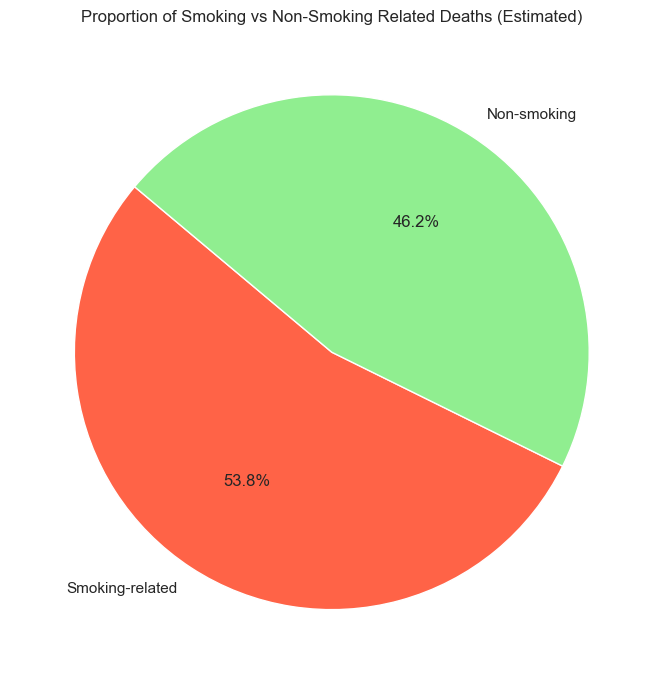 Proportion of Smoking vs Non-Smoking Related Deaths (Estimated)
Non-smoking
46.2%
53.8%
Smoking-related